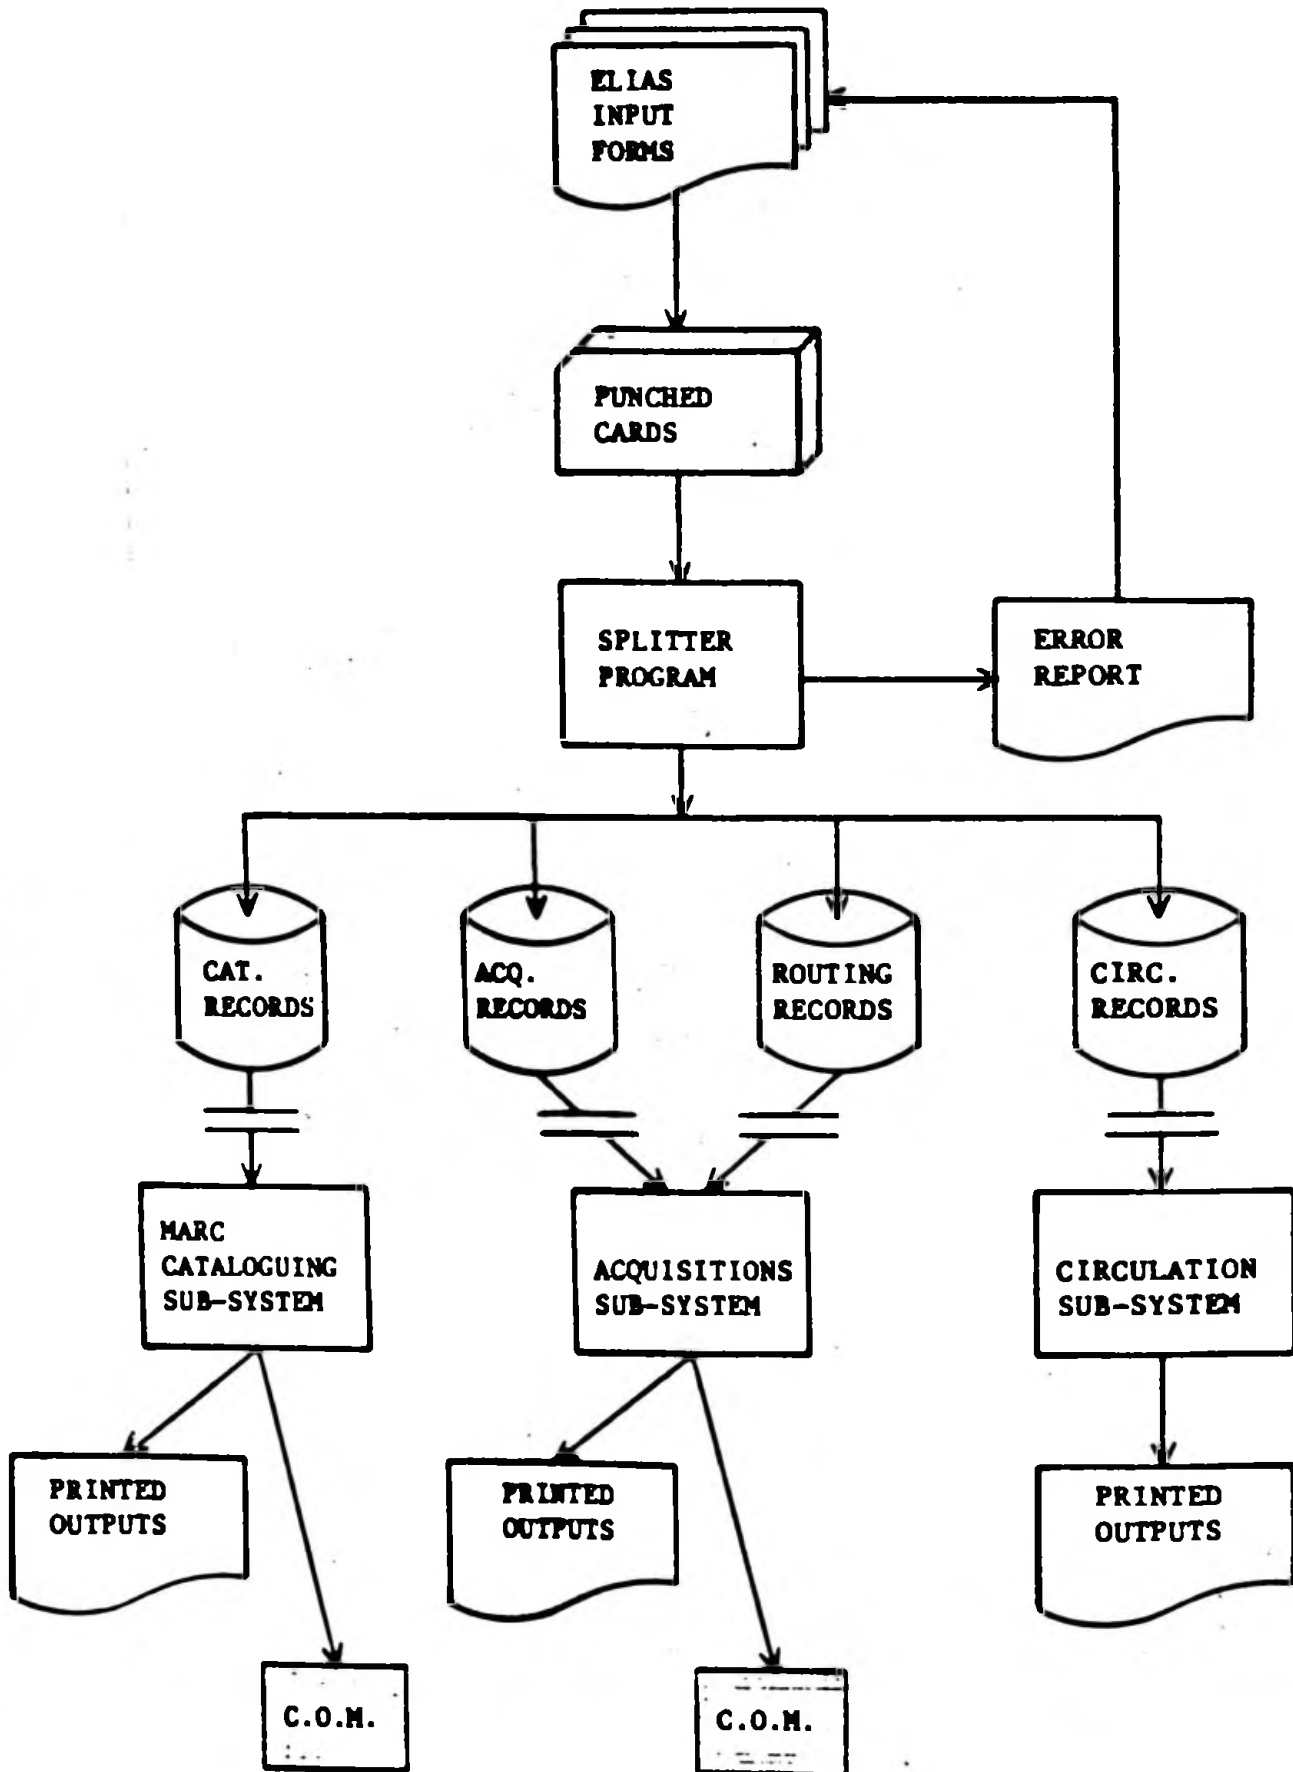 ELIAS
INPUT
FORMS
PUNCHED
CARDS
SPLITTER
PROGRAM
ERROR
REPORT
CAT.
RECORDS
ACQ.
RECORDS
ROUTING
RECORDS
CIRC.
RECORDS
MARC
CATALOGUING
SUB-SYSTEM
ACQUISITIONS
SUB-SYSTEM
CIRCULATION
SUB-SYSTEM
PRINTED
OUTPUTS
PRINTED
OUTPUTS
PRINTED
OUTPUTS
C.O.M.
C.O.M.